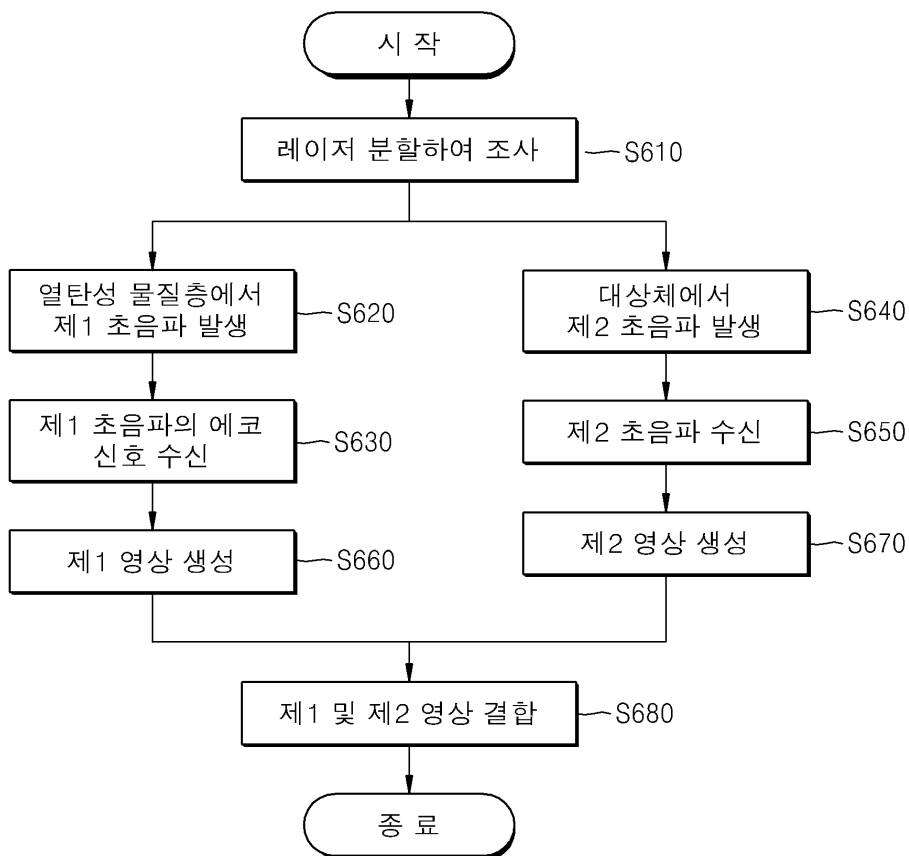 시 작
레이저 분할하여 조사
S610
열탄성 물질층에서
제1 초음파 발생
S620
대상체에서
제2 초음파 발생
S640
제1 초음파의 에코
신호 수신
S630
제2 초음파 수신
S650
제1 영상 생성
S660
제2 영상 생성
S670
제1 및 제2 영상 결합
S680
종 료